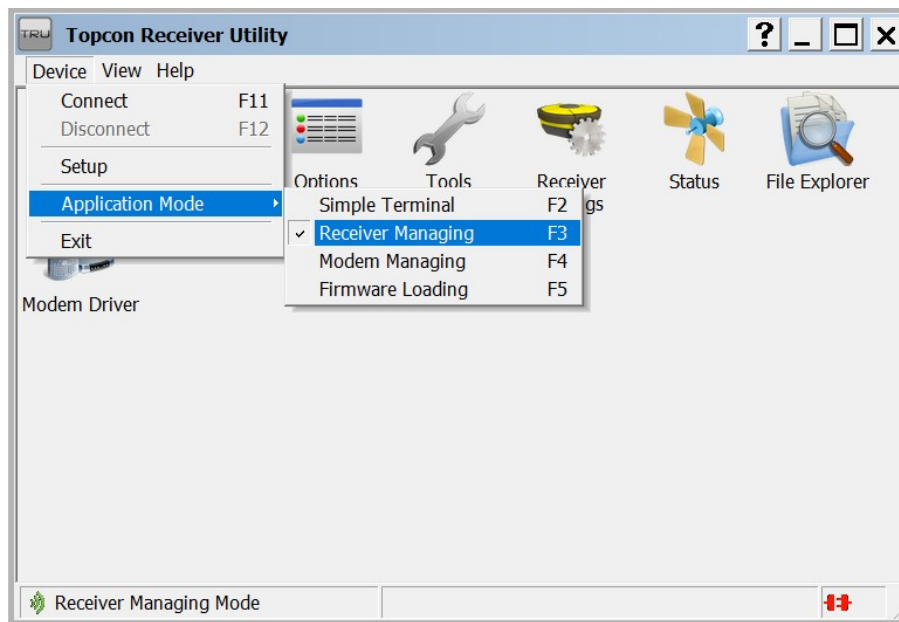 TRU Topcon Receiver Utility ?
Device View Help
Connect F11
Disconnect F12
Setup
Application Mode
Exit
Simple Terminal F2
Receiver Managing F3
Modem Managing F4
Firmware Loading F5
Options
Tools
Receiver
gs
Status
File Explorer
Modem Driver
Receiver Managing Mode